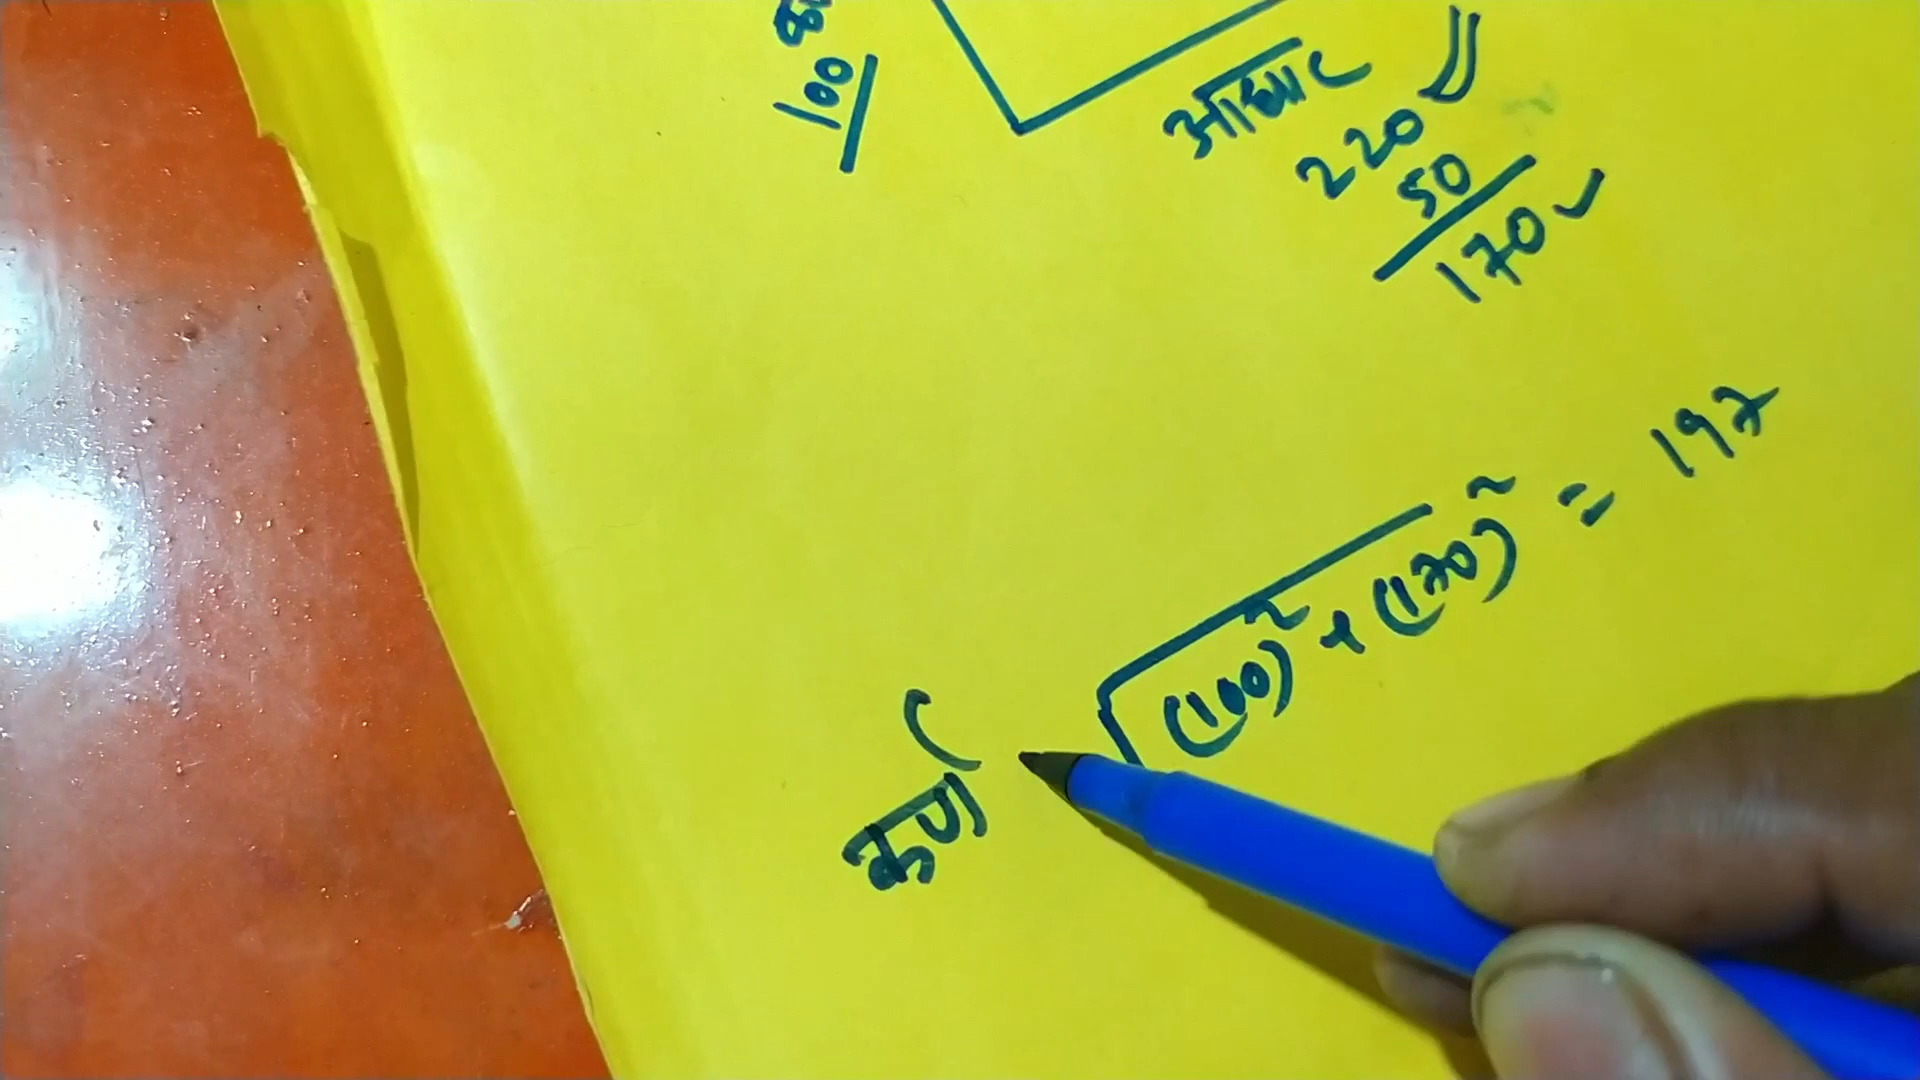 100
आधार
220
50
170
कर्ण √(100)² + (170)² = 197